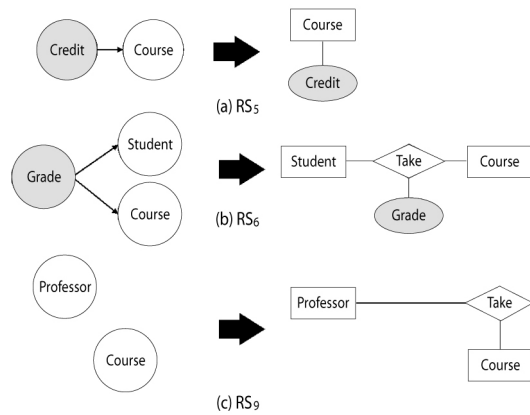 Credit
Course
Course
Credit
(a) RS5
Grade
Student
Course
Student
Take
Course
Grade
(b) RS6
Professor
Course
Professor
Take
Course
(c) RS9